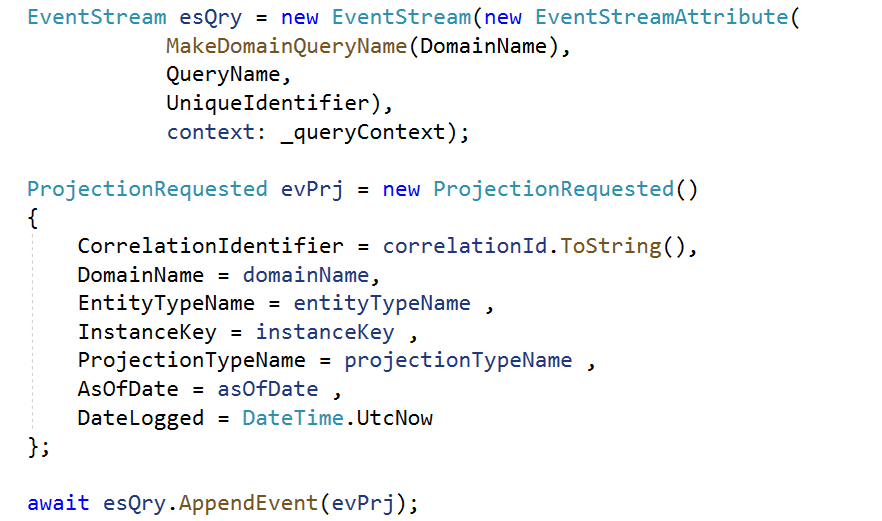 EventStream esQry = new EventStream(new EventStreamAttribute(
MakeDomainQueryName(DomainName),
QueryName,
UniqueIdentifier),
context: _queryContext);
ProjectionRequested evPrj = new ProjectionRequested()
{
CorrelationIdentifier = correlationId.ToString(),
DomainName = domainName,
EntityTypeName = entityTypeName ,
InstanceKey = instanceKey ,
ProjectionTypeName = projectionTypeName ,
AsOfDate = asOfDate ,
DateLogged = DateTime.UtcNow
};
await esQry.AppendEvent(evPrj);